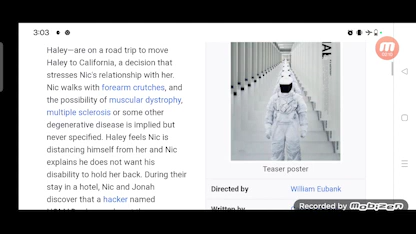 3:03
Haley—are on a road trip to move
Haley to California, a decision that
stresses Nic's relationship with her.
Nic walks with forearm crutches, and
the possibility of muscular dystrophy,
multiple sclerosis or some other
degenerative disease is implied but
never specified. Haley feels Nic is
distancing himself from her and Nic
explains he does not want his
disability to hold her back. During their
stay in a hotel, Nic and Jonah
discover that a hacker named
Teaser poster
Directed by
William Eubank
Written by
Recorded by
MOBIZEN